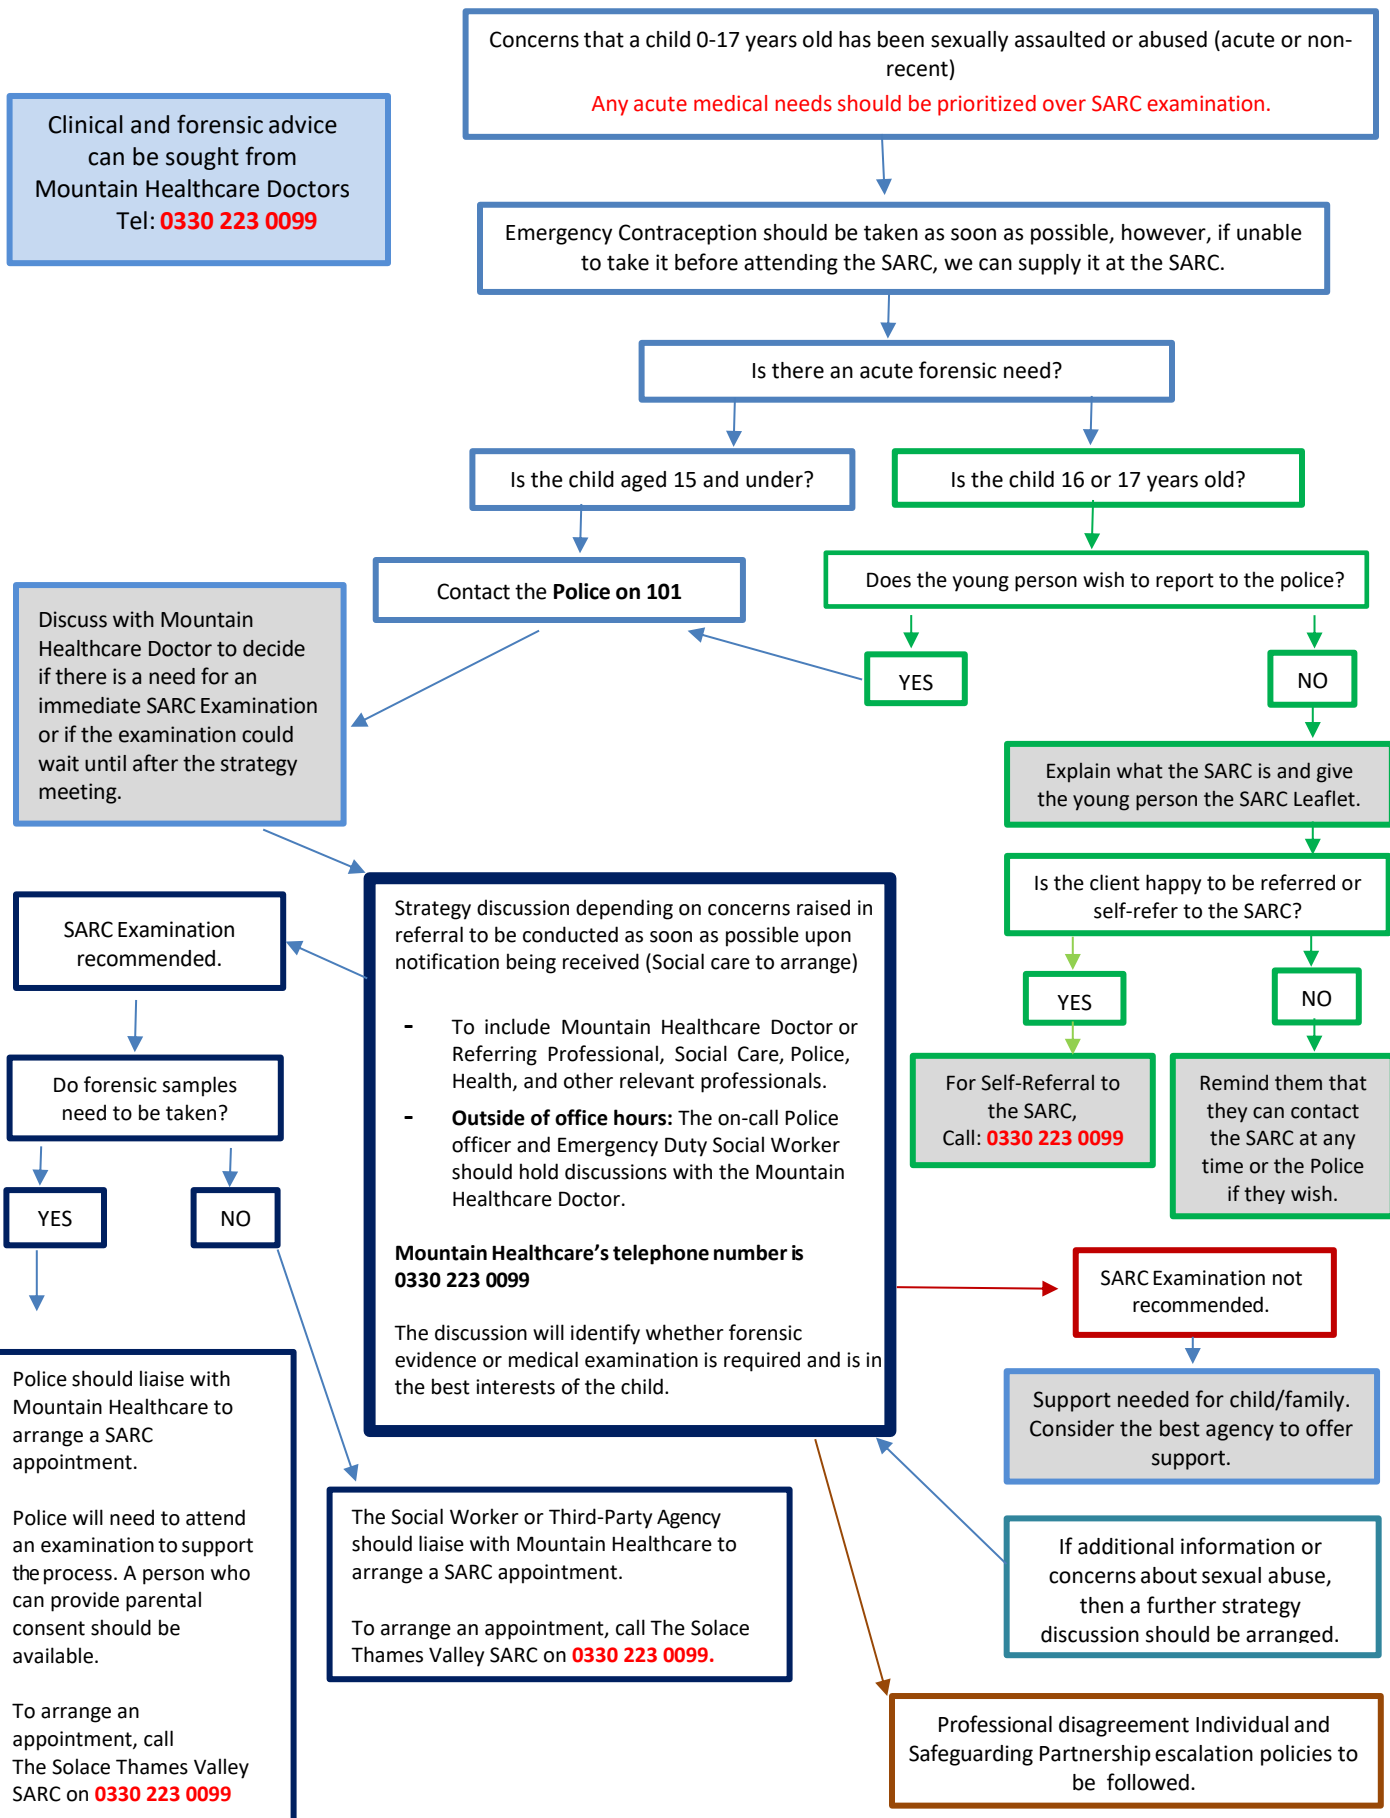 Concerns that a child 0-17 years old has been sexually assaulted or abused (acute or non-
recent)
Any acute medical needs should be prioritized over SARC examination.
Clinical and forensic advice
can be sought from
Mountain Healthcare Doctors
Tel: 0330 223 0099
Emergency Contraception should be taken as soon as possible, however, if unable
to take it before attending the SARC, we can supply it at the SARC.
Is there an acute forensic need?
Is the child aged 15 and under?
Is the child 16 or 17 years old?
Contact the Police on 101
Does the young person wish to report to the police?
YES
NO
Discuss with Mountain
Healthcare Doctor to decide
if there is a need for an
immediate SARC Examination
or if the examination could
wait until after the strategy
meeting.
Explain what the SARC is and give
the young person the SARC Leaflet.
Is the client happy to be referred or
self-refer to the SARC?
YES
NO
For Self-Referral to
the SARC,
Call: 0330 223 0099
Remind them that
they can contact
the SARC at any
time or the Police
if they wish.
Strategy discussion depending on concerns raised in
referral to be conducted as soon as possible upon
notification being received (Social care to arrange)
- To include Mountain Healthcare Doctor or
Referring Professional, Social Care, Police,
Health, and other relevant professionals.
- Outside of office hours: The on-call Police
officer and Emergency Duty Social Worker
should hold discussions with the Mountain
Healthcare Doctor.
Mountain Healthcare's telephone number is
0330 223 0099
The discussion will identify whether forensic
evidence or medical examination is required and is in
the best interests of the child.
SARC Examination
recommended.
Do forensic samples
need to be taken?
YES
NO
Police should liaise with
Mountain Healthcare to
arrange a SARC
appointment.
Police will need to attend
an examination to support
the process. A person who
can provide parental
consent should be
available.
To arrange an
appointment, call
The Solace Thames Valley
SARC on 0330 223 0099
The Social Worker or Third-Party Agency
should liaise with Mountain Healthcare to
arrange a SARC appointment.
To arrange an appointment, call The Solace
Thames Valley SARC on 0330 223 0099.
SARC Examination not
recommended.
Support needed for child/family.
Consider the best agency to offer
support.
If additional information or
concerns about sexual abuse,
then a further strategy
discussion should be arranged.
Professional disagreement Individual and
Safeguarding Partnership escalation policies to
be followed.